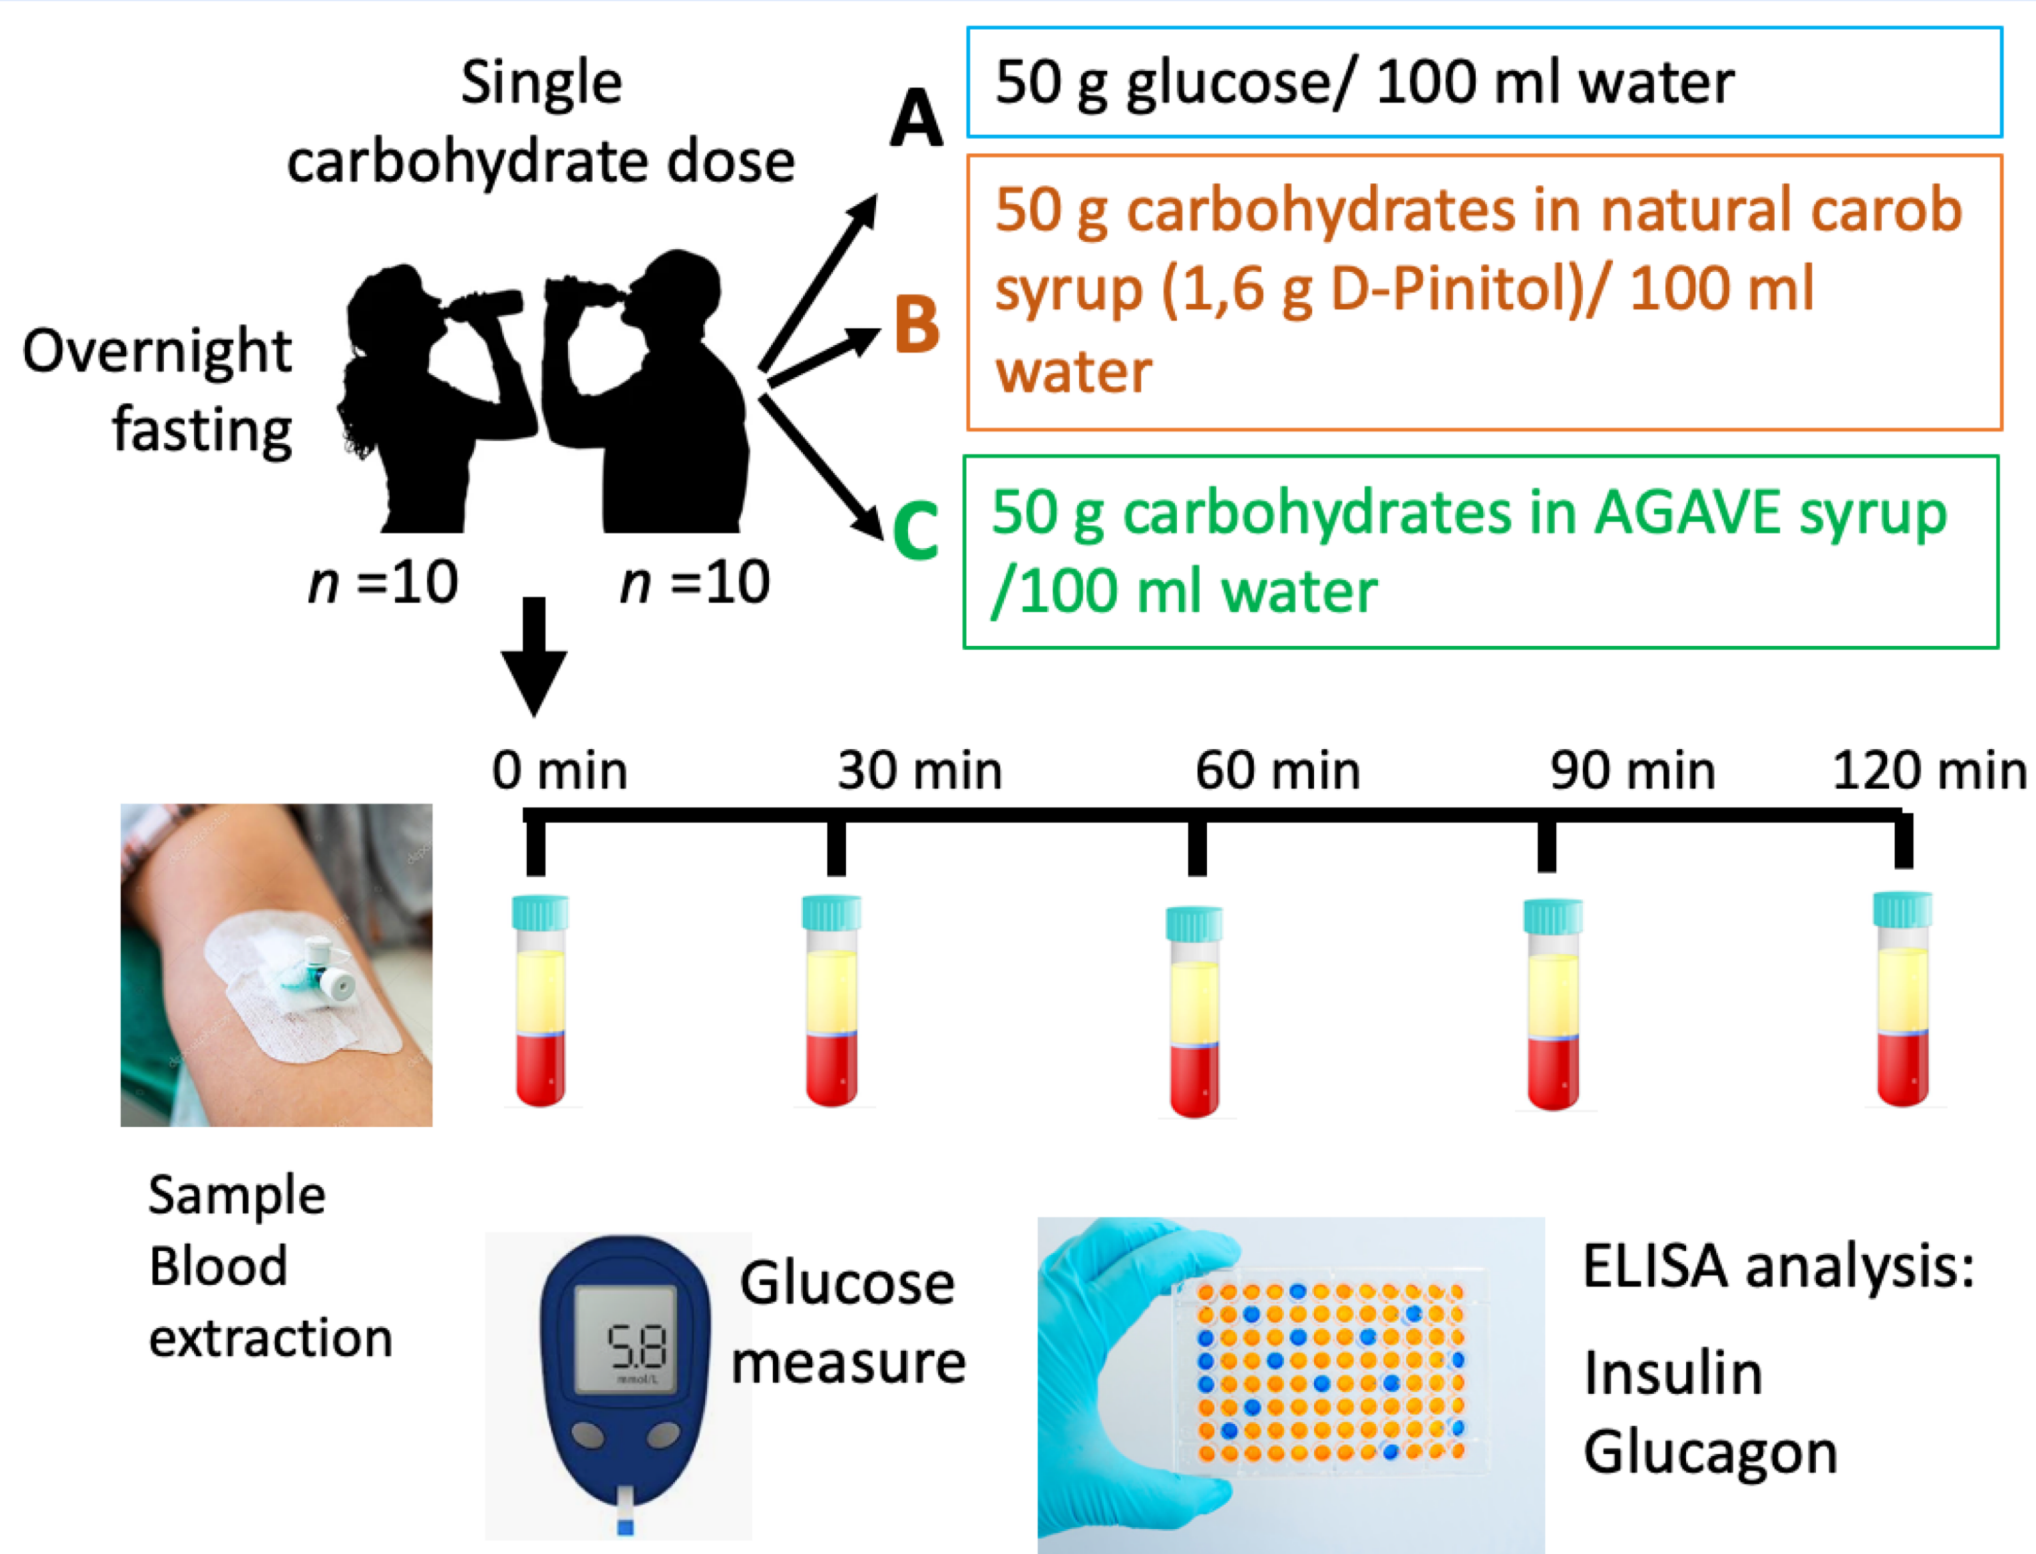 Single
carbohydrate dose
Overnight
fasting
n =10
n =10
A
50 g glucose/ 100 ml water
B
50 g carbohydrates in natural carob
syrup (1,6 g D-Pinitol)/ 100 ml
water
C
50 g carbohydrates in AGAVE syrup
/100 ml water
0 min
30 min
60 min
90 min
120 min
Sample
Blood
extraction
5.8
mmol/L
Glucose
measure
ELISA analysis:
Insulin
Glucagon